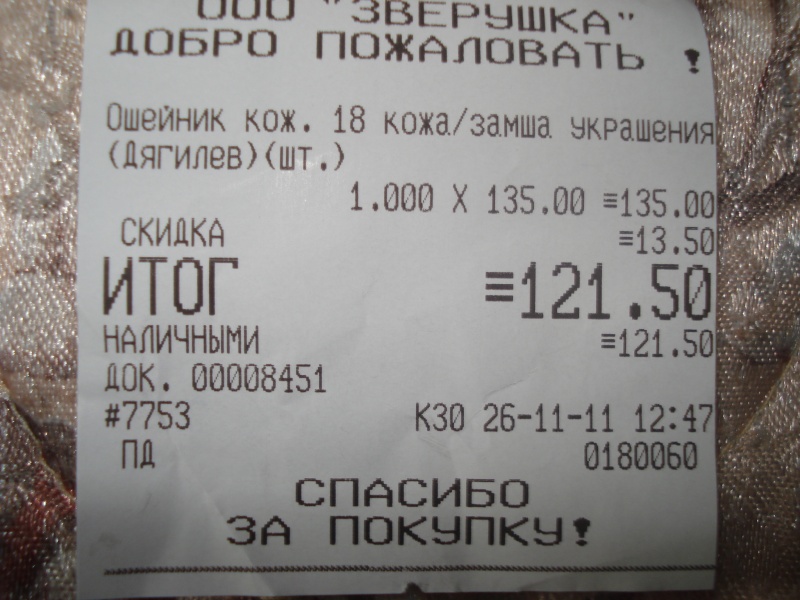 ООО "ЗВЕРУШКА"
ДОБРО ПОЖАЛОВАТЬ !
Ошейник кож. 18 кожа/замша украшения
(Дягилев)(шт.)
1.000 X 135.00 ≡135.00
СКИДКА ≡13.50
ИТОГ ≡121.50
НАЛИЧНЫМИ ≡121.50
ДОК. 00008451
#7753 К30 26-11-11 12:47
ПД 0180060
СПАСИБО
ЗА ПОКУПКУ!